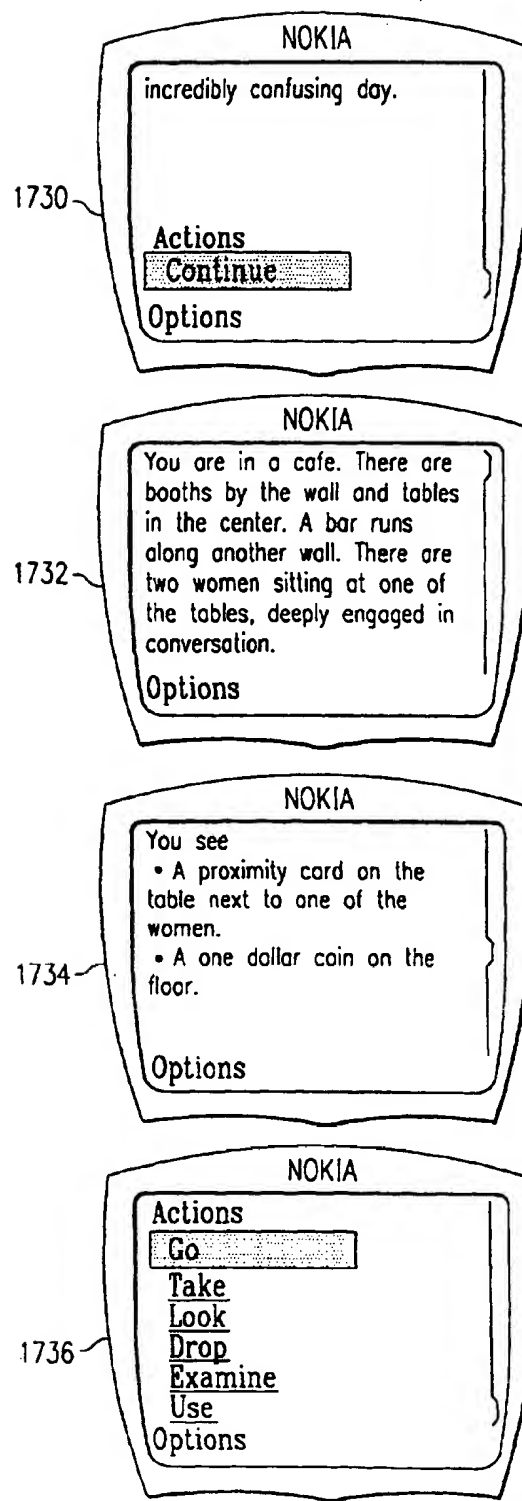 NOKIA
incredibly confusing day.
1730
Actions
Continue
Options
NOKIA
You are in a cafe. There are
booths by the wall and tables
in the center. A bar runs
along another wall. There are
two women sitting at one of
the tables, deeply engaged in
conversation.
1732
Options
NOKIA
You see
• A proximity card on the
table next to one of the
women.
• A one dollar coin on the
floor.
1734
Options
NOKIA
Actions
Go
Take
Look
Drop
Examine
Use
1736
Options